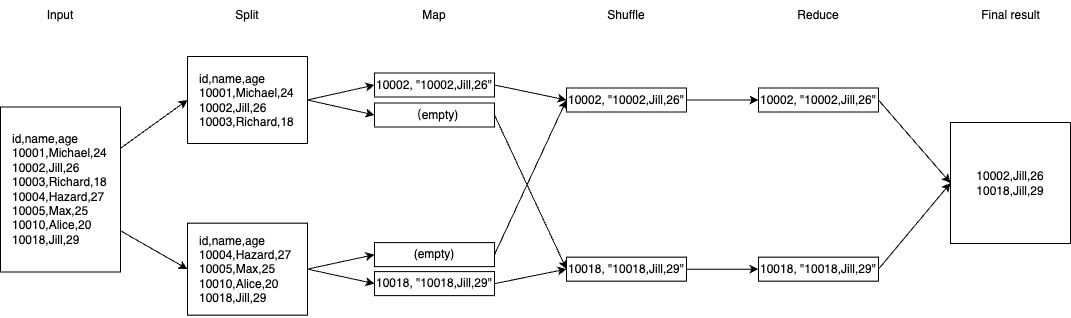 Input
Split
Map
Shuffle
Reduce
Final result
id,name,age
10001,Michael,24
10002,Jill,26
10003,Richard,18
10004,Hazard,27
10005,Max,25
10010,Alice,20
10018,Jill,29
id,name,age
10001,Michael,24
10002,Jill,26
10003,Richard,18
id,name,age
10004,Hazard,27
10005,Max,25
10010,Alice,20
10018,Jill,29
10002, "10002,Jill,26"
(empty)
(empty)
10018, "10018,Jill,29"
10002, "10002,Jill,26"
10018, "10018,Jill,29"
10002, "10002,Jill,26"
10018, "10018,Jill,29"
10002,Jill,26
10018,Jill,29